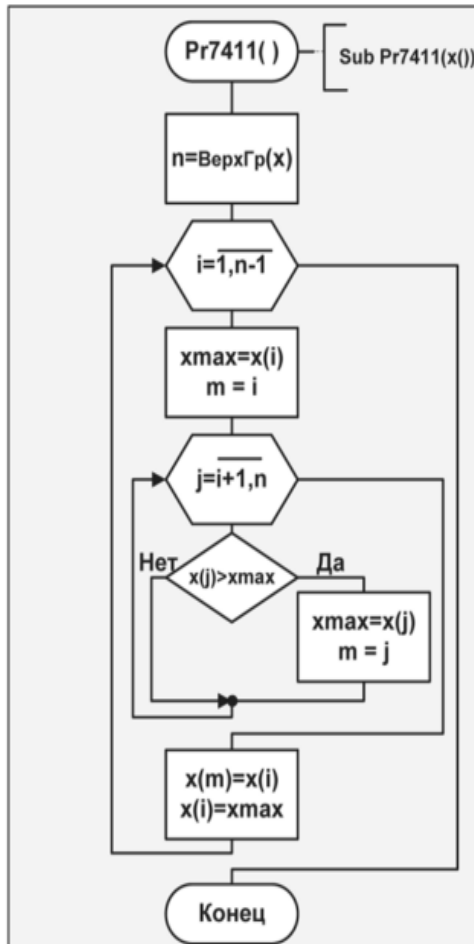 Pr7411( )
Sub Pr7411(x())
n=ВерхГр(x)
i=1,n-1
xmax=x(i)
m = i
j=i+1,n
Нет
x(j)>xmax
Да
xmax=x(j)
m = j
x(m)=x(i)
x(i)=xmax
Конец